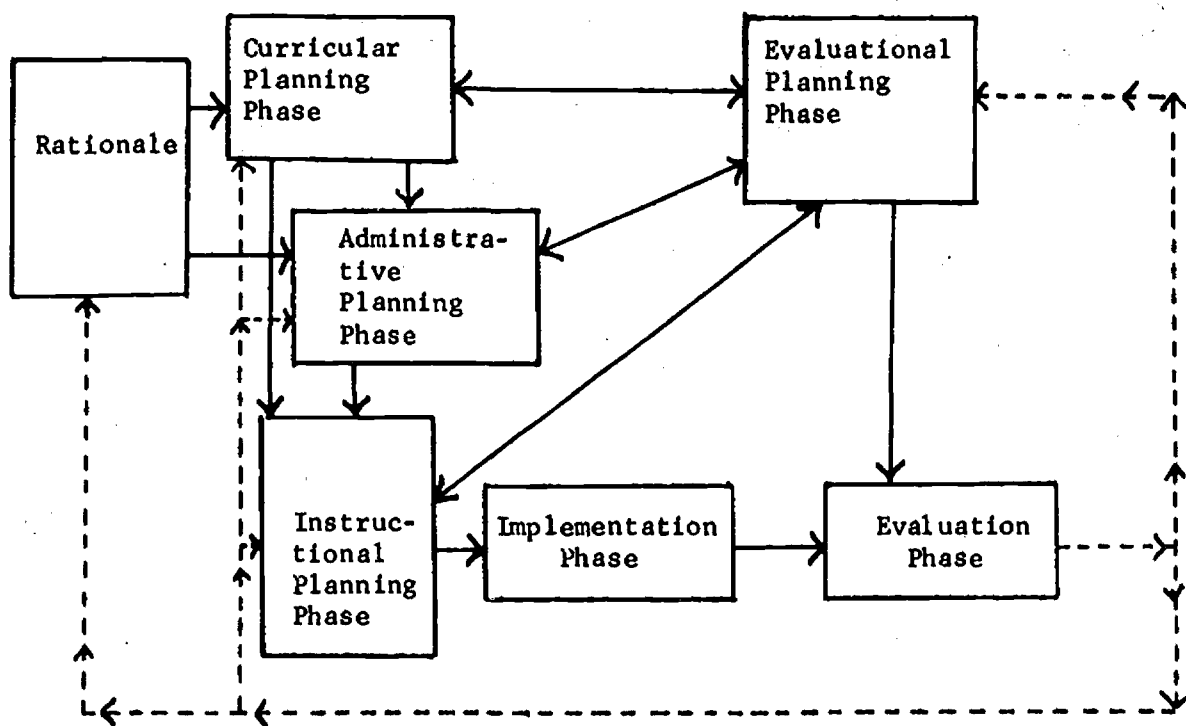 Rationale
Curricular
Planning
Phase
Evaluational
Planning
Phase
Administra-
tive
Planning
Phase
Instruc-
tional
Planning
Phase
Implementation
Phase
Evaluation
Phase